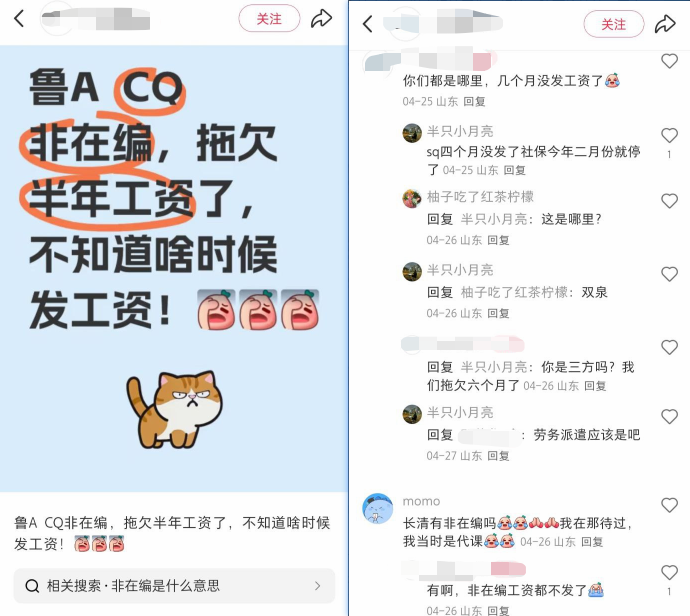 关注
鲁A CQ
非在编，拖欠
半年工资了，
不知道啥时候
发工资！
鲁A CQ非在编，拖欠半年工资了，不知道啥时候
发工资！
相关搜索·非在编是什么意思
关注
你们都是哪里，几个月没发工资了
04-25 山东 回复
半只小月亮
sq四个月没发了社保今年二月份就停
了 04-25 山东 回复
1
柚子吃了红茶柠檬
回复 半只小月亮：这是哪里？
04-26 山东 回复
半只小月亮
回复 柚子吃了红茶柠檬：双泉
04-26 山东 回复
回复 半只小月亮：你是三方吗？我
们拖欠六个月了 04-26 山东 回复
半只小月亮
回复 ：劳务派遣应该是吧
04-27 山东 回复
momo
长清有非在编吗我在那待过，
我当时是代课 04-26 山东 回复
有啊，非在编工资都不发了
1
04-26 山东 回复